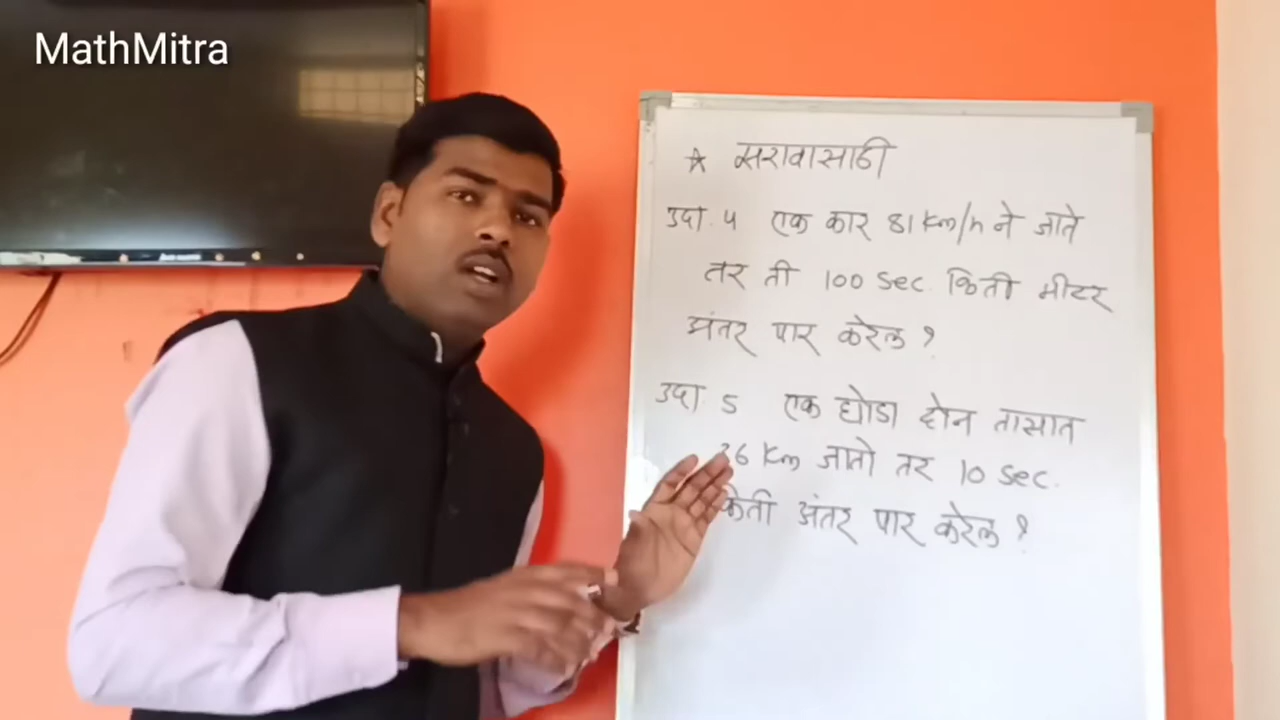 MathMitra
☆ सरावासाठी
उदा. ४ एक कार 81 Km/h ने जाते
तर ती 100 Sec. किती मीटर
अंतर पार करेल ?
उदा. 5 एक घोडा दोन तासात
36 Km जातो तर 10 Sec.
किती अंतर पार करेल ?